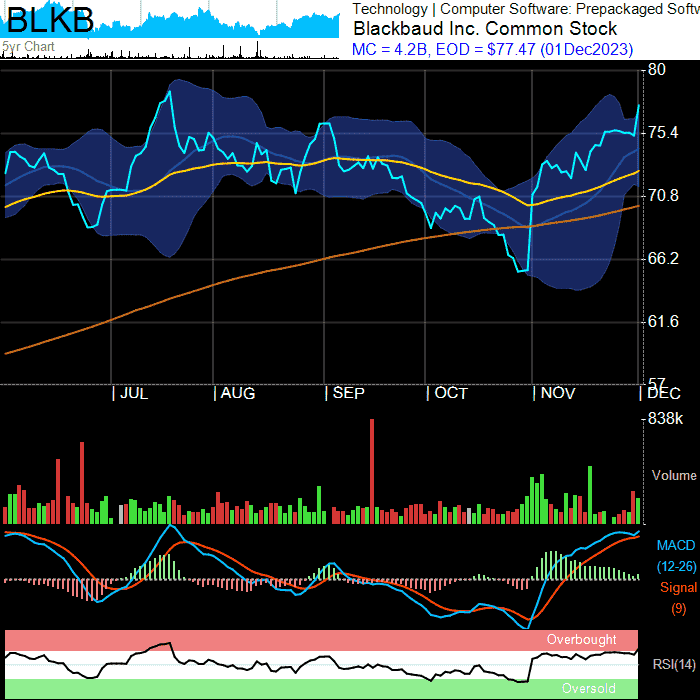 BLKB
Technology | Computer Software: Prepackaged Softw
Blackbaud Inc. Common Stock
MC = 4.2B, EOD = $77.47 (01Dec2023)
5yr Chart
80
75.4
70.8
66.2
61.6
57
JUL
AUG
SEP
OCT
NOV
DEC
838k
Volume
MACD
(12-26)
Signal
(9)
Overbought
RSI(14)
Oversold